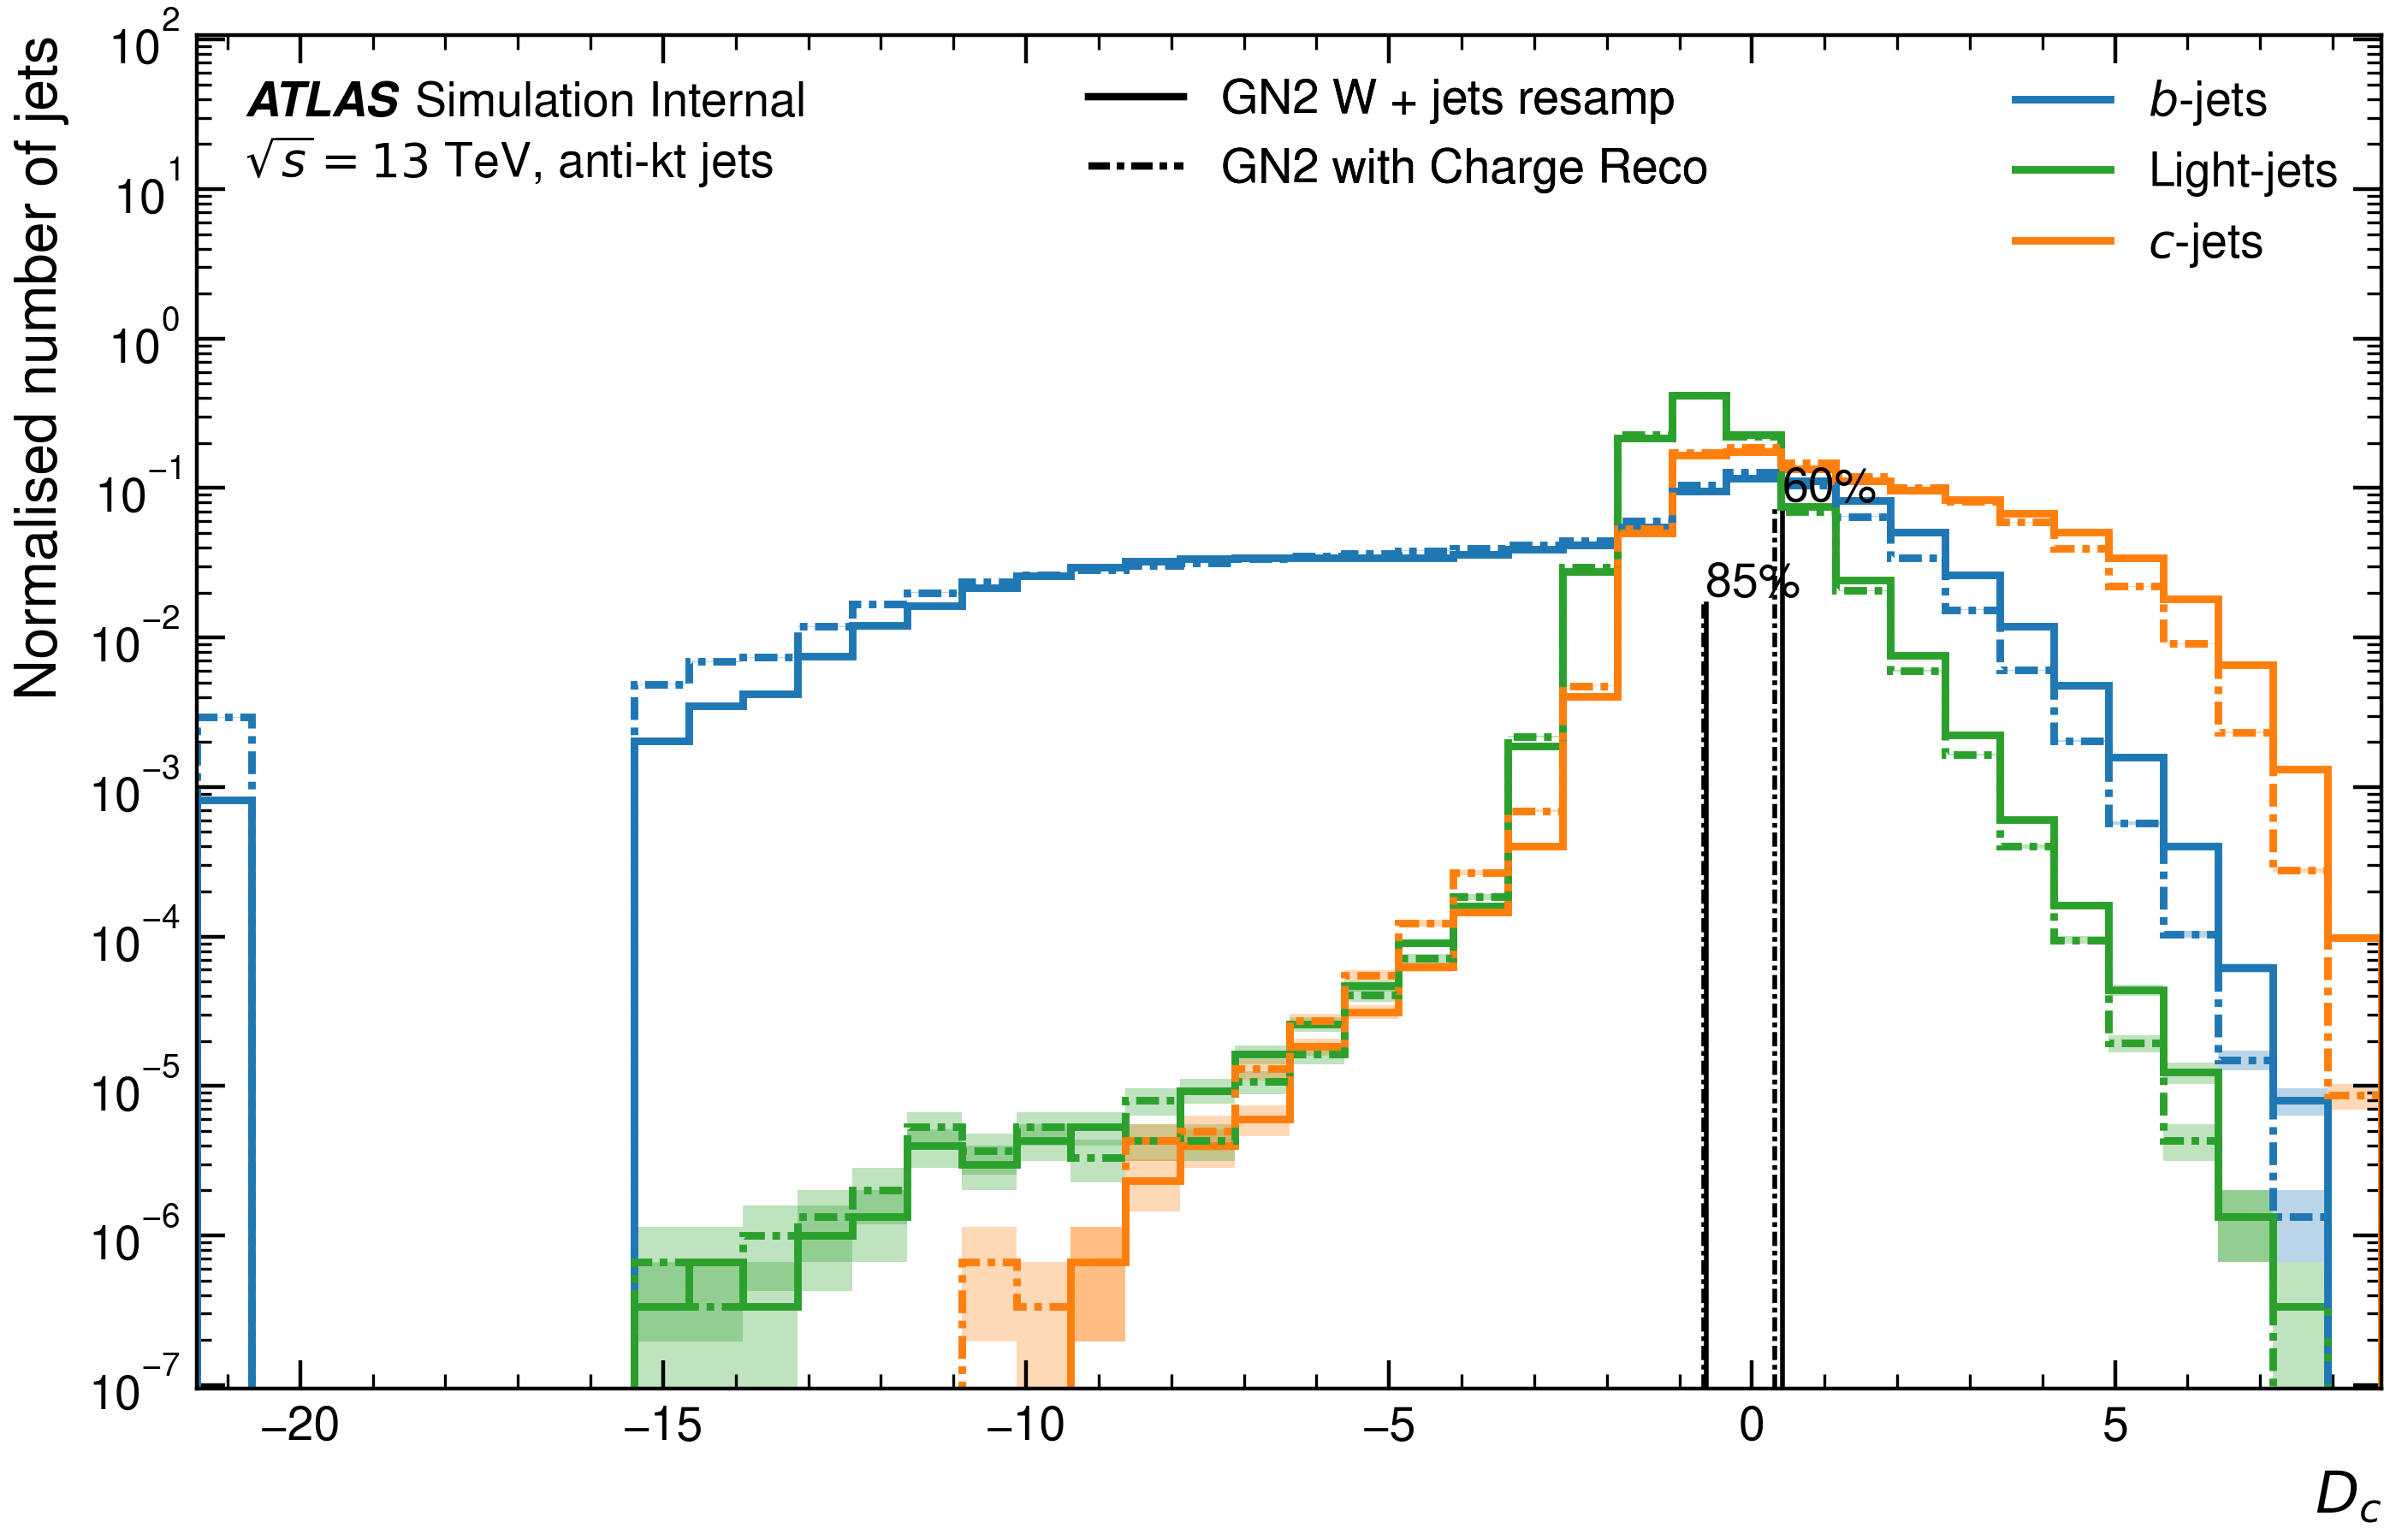 Normalised number of jets
10^2
10^1
10^0
10^−1
10^−2
10^−3
10^−4
10^−5
10^−6
10^−7
ATLAS Simulation Internal
√s = 13 TeV, anti-kt jets
GN2 W + jets resamp
GN2 with Charge Reco
b-jets
Light-jets
c-jets
60%
85%
−20 −15 −10 −5 0 5
D_c